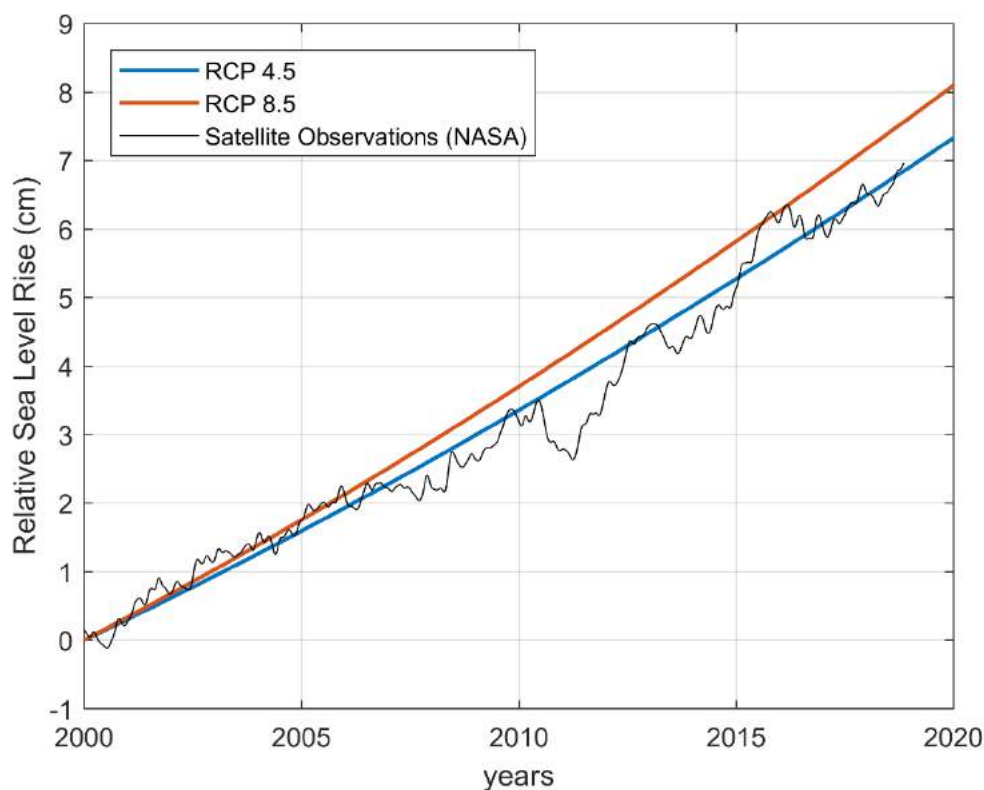 9
8
7
6
5
4
3
2
1
0
-1
Relative Sea Level Rise (cm)
RCP 4.5
RCP 8.5
Satellite Observations (NASA)
2000 2005 2010 2015 2020
years